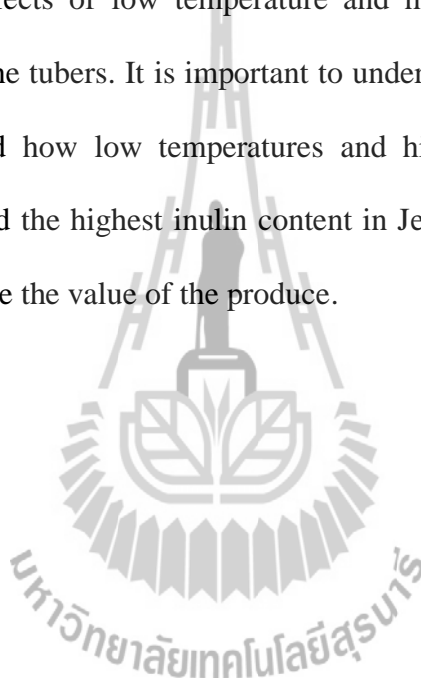 ects of low temperature and
ne tubers. It is important to under
d how low temperatures and hi
d the highest inulin content in Je
e the value of the produce.
มหาวิทยาลัยเทคโนโลยีสุรนารี